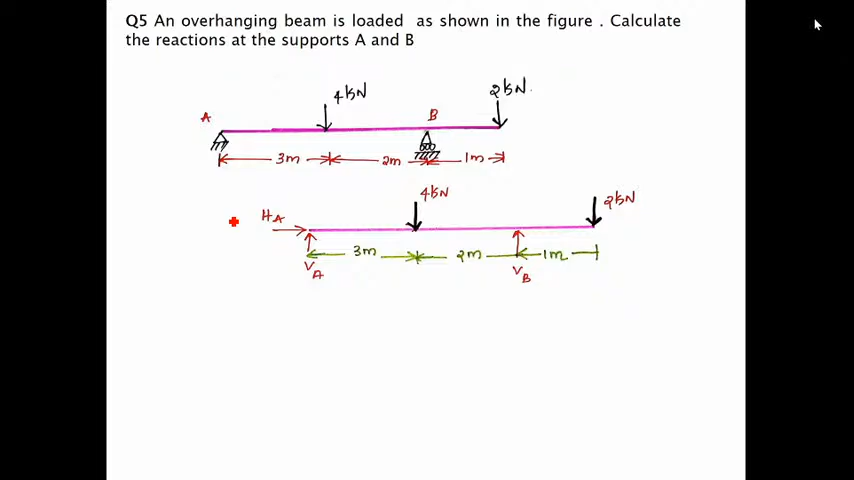 Q5 An overhanging beam is loaded as shown in the figure . Calculate
the reactions at the supports A and B
4kN
2kN
A
B
3m
2m
1m
4kN
2kN
HA
3m
2m
1m
VA
VB